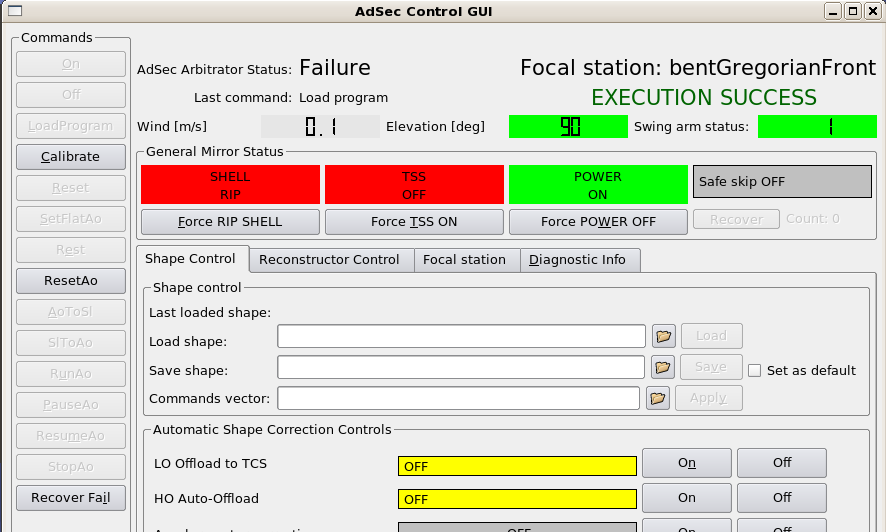 AdSec Control GUI
Commands
On
Off
LoadProgram
Calibrate
Reset
SetFlatAo
Rest
ResetAo
AoToSl
SlToAo
RunAo
PauseAo
ResumeAo
StopAo
Recover Fail
AdSec Arbitrator Status: Failure
Focal station: bentGregorianFront
Last command: Load program
EXECUTION SUCCESS
Wind [m/s] 0.1 Elevation [deg] 90 Swing arm status: 1
General Mirror Status
SHELL
RIP
TSS
OFF
POWER
ON
Safe skip OFF
Force RIP SHELL
Force TSS ON
Force POWER OFF
Recover
Count: 0
Shape Control
Reconstructor Control
Focal station
Diagnostic Info
Shape control
Last loaded shape:
Load shape:
Load
Save shape:
Save
Set as default
Commands vector:
Apply
Automatic Shape Correction Controls
LO Offload to TCS OFF On Off
HO Auto-Offload OFF On Off